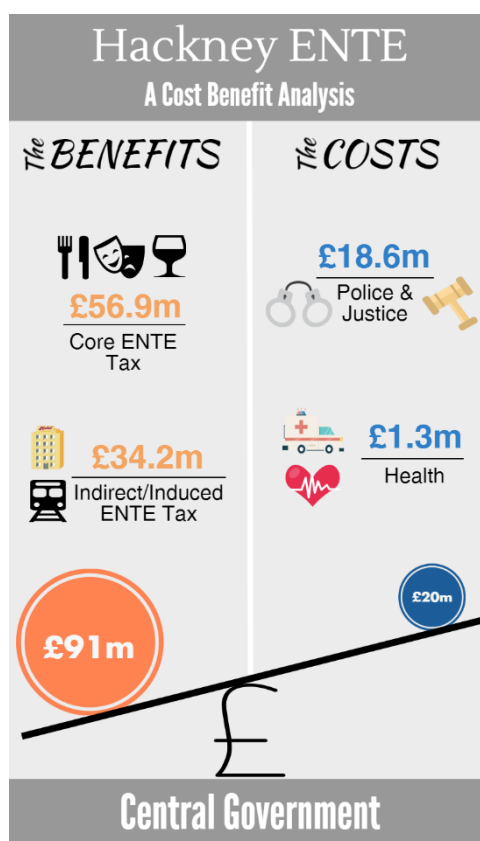 Hackney ENTE
A Cost Benefit Analysis
The BENEFITS
£56.9m
Core ENTE
Tax
£34.2m
Indirect/Induced
ENTE Tax
£91m
The COSTS
£18.6m
Police &
Justice
£1.3m
Health
£20m
£
Central Government